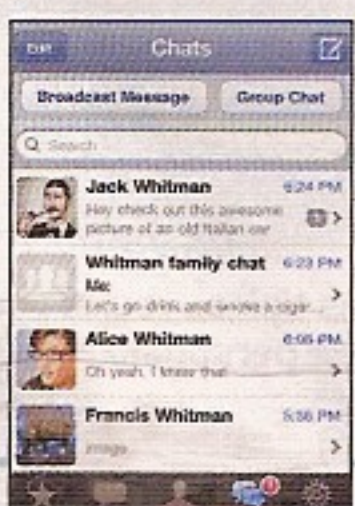 Edit Chats
Broadcast Message Group Chat
Search
Jack Whitman 6:24 PM
Hey check out this awesome
picture of an old Italian car
Whitman family chat 6:23 PM
Me:
Let's go drink and smoke a cigar...
Alice Whitman 6:05 PM
Oh yeah, I knew that
Francis Whitman 5:56 PM
image